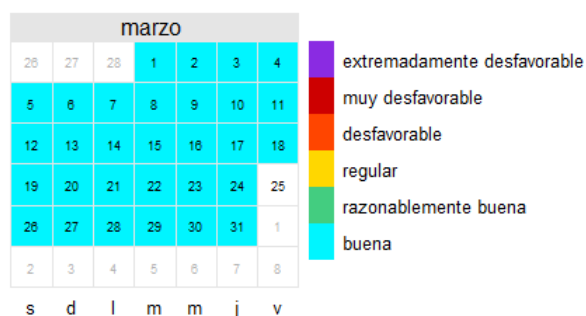 marzo
26 27 28 1 2 3 4
5 6 7 8 9 10 11
12 13 14 15 16 17 18
19 20 21 22 23 24 25
26 27 28 29 30 31 1
2 3 4 5 6 7 8
s d l m m j v
extremadamente desfavorable
muy desfavorable
desfavorable
regular
razonablemente buena
buena